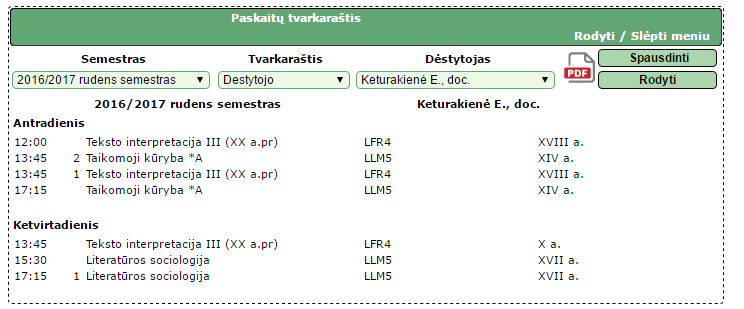 Paskaitų tvarkaraštis
Rodyti / Slėpti meniu
Semestras Tvarkaraštis Dėstytojas
2016/2017 rudens semestras Destytojo Keturakienė E., doc. PDF Spausdinti
Rodyti
2016/2017 rudens semestras Keturakienė E., doc.
Antradienis
12:00 Teksto interpretacija III (XX a.pr) LFR4 XVIII a.
13:45 2 Taikomoji kūryba *A LLM5 XIV a.
13:45 1 Teksto interpretacija III (XX a.pr) LFR4 XVIII a.
17:15 Taikomoji kūryba *A LLM5 XIV a.
Ketvirtadienis
13:45 Teksto interpretacija III (XX a.pr) LFR4 X a.
15:30 Literatūros sociologija LLM5 XVII a.
17:15 1 Literatūros sociologija LLM5 XVII a.